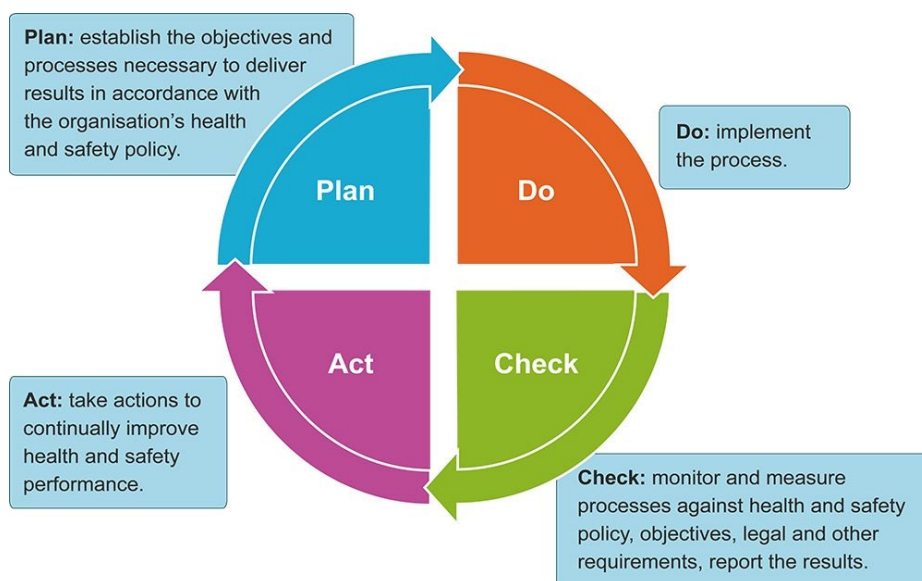 Plan: establish the objectives and
processes necessary to deliver
results in accordance with
the organisation's health
and safety policy.
Do: implement
the process.
Plan
Do
Act
Check
Act: take actions to
continually improve
health and safety
performance.
Check: monitor and measure
processes against health and safety
policy, objectives, legal and other
requirements, report the results.